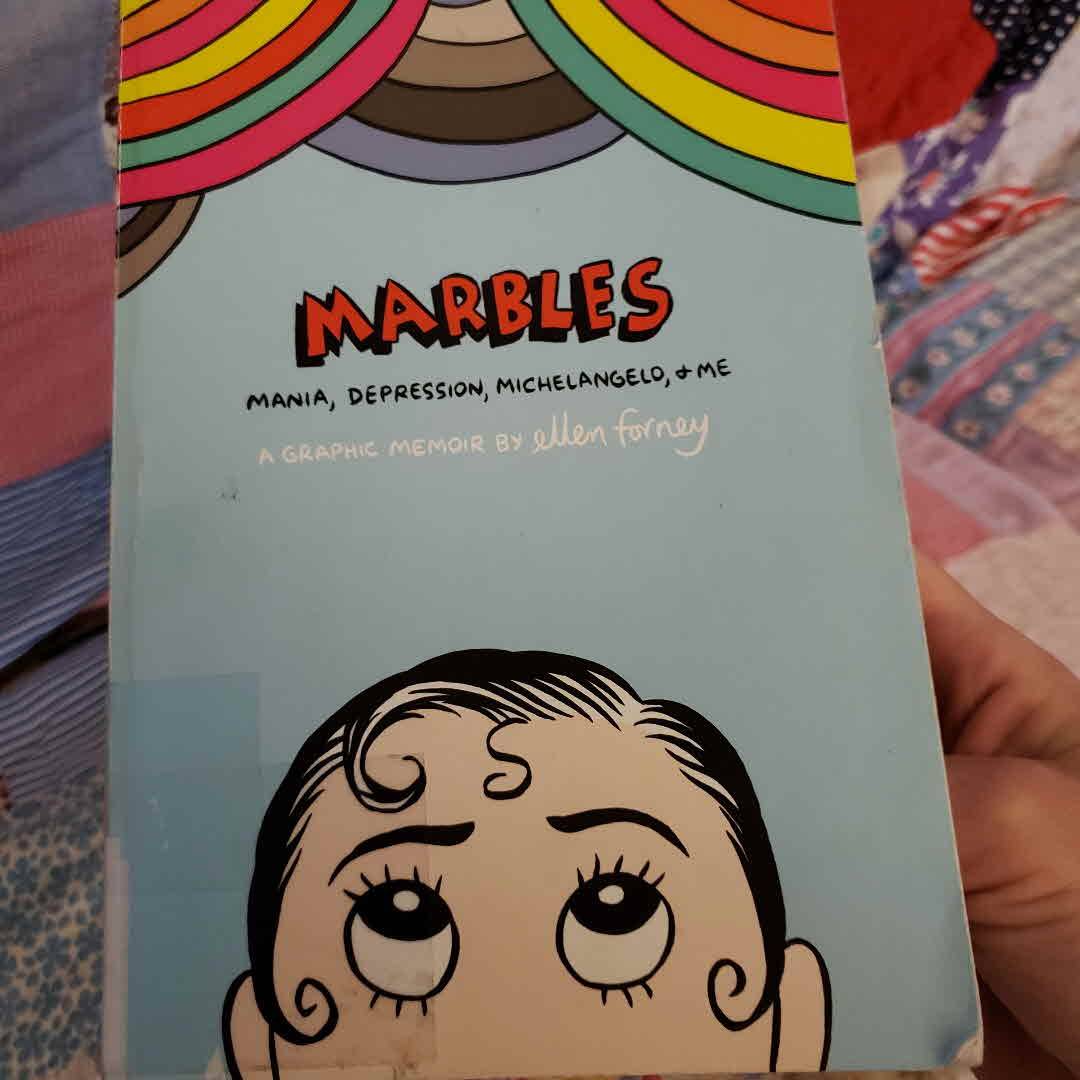 MARBLES
MANIA, DEPRESSION, MICHELANGELO, & ME
A GRAPHIC MEMOIR BY ellen forney